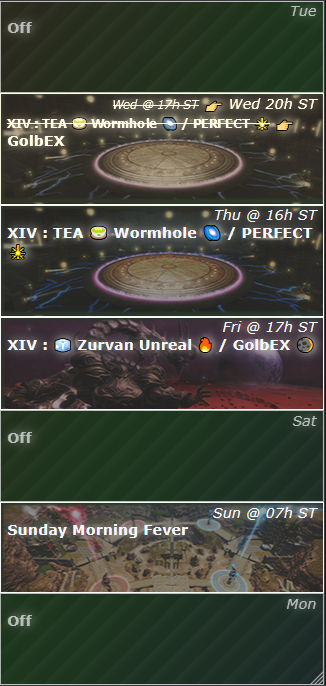 Tue
Off
Wed @ 17h ST 👉 Wed 20h ST
XIV : TEA 🍵 Wormhole 🌌 / PERFECT ☀️ 👉
GolbEX
Thu @ 16h ST
XIV : TEA 🍵 Wormhole 🌌 / PERFECT
☀️
Fri @ 17h ST
XIV : 🧊 Zurvan Unreal 🔥 / GolbEX 🌗
Sat
Off
Sun @ 07h ST
Sunday Morning Fever
Mon
Off